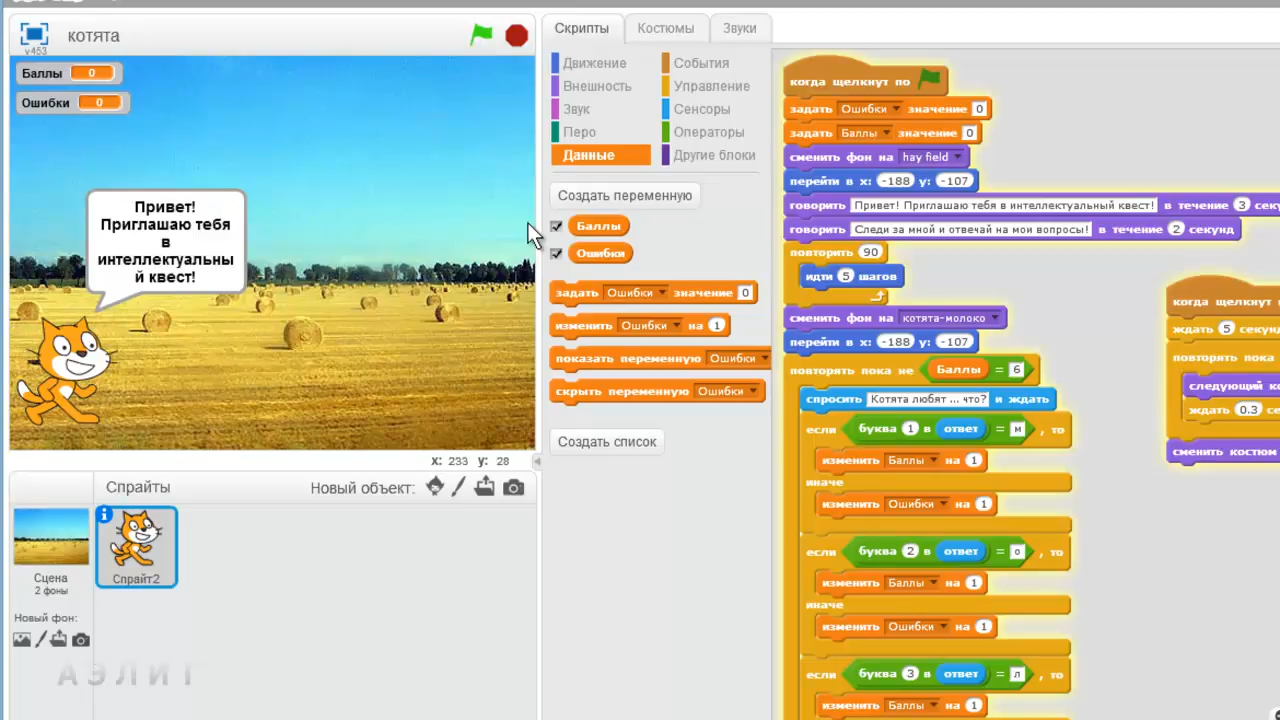 котята
v453
Баллы 0
Ошибки 0
Привет!
Приглашаю тебя
в
интеллектуальны
й квест!
x: 233 y: 28
Спрайты
Новый объект:
Сцена
2 фоны
Спрайт2
Новый фон:
АЭЛИТ
Скрипты
Костюмы
Звуки
Движение
События
Внешность
Управление
Звук
Сенсоры
Перо
Операторы
Данные
Другие блоки
Создать переменную
Баллы
Ошибки
задать Ошибки значение 0
изменить Ошибки на 1
показать переменную Ошибки
скрыть переменную Ошибки
Создать список
когда щелкнут по
задать Ошибки значение 0
задать Баллы значение 0
сменить фон на hay field
перейти в x: -188 y: -107
говорить Привет! Приглашаю тебя в интеллектуальный квест! в течение 3 секу
говорить Следи за мной и отвечай на мои вопросы! в течение 2 секунд
повторить 90
идти 5 шагов
сменить фон на котята-молоко
перейти в x: -188 y: -107
повторять пока не Баллы = 6
спросить Котята любят ... что? и ждать
если буква 1 в ответ = м , то
изменить Баллы на 1
иначе
изменить Ошибки на 1
если буква 2 в ответ = о , то
изменить Баллы на 1
иначе
изменить Ошибки на 1
если буква 3 в ответ = л , то
изменить Баллы на 1
когда щелкнут
ждать 5 секунд
повторять пока
следующий ко
ждать 0.3 се
сменить костюм